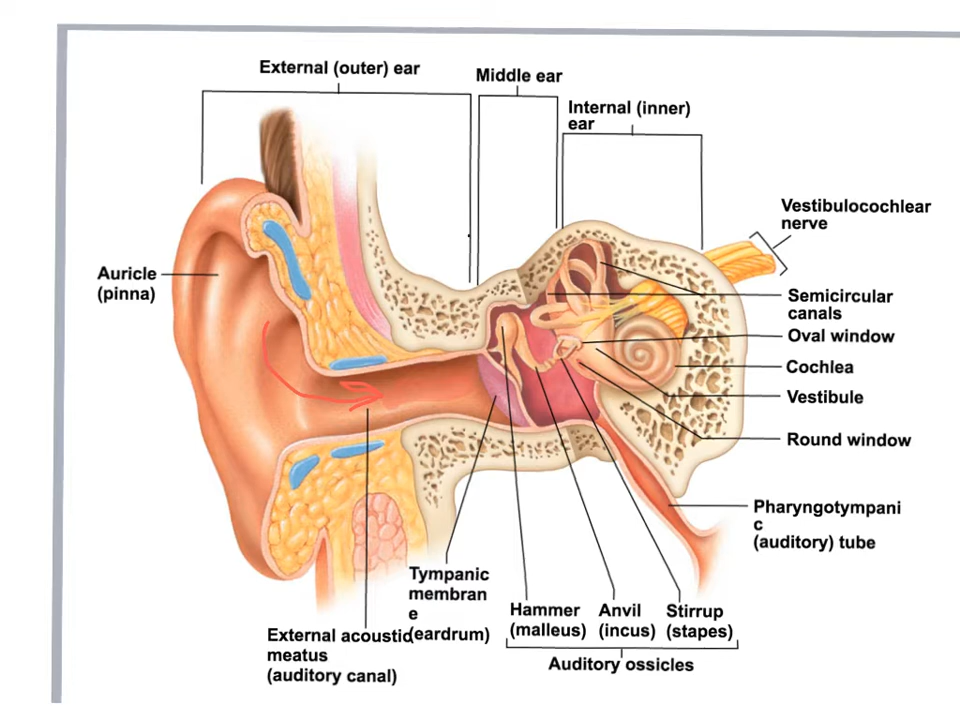 External (outer) ear
Middle ear
Internal (inner)
ear
Vestibulocochlear
nerve
Auricle
(pinna)
Semicircular
canals
Oval window
Cochlea
Vestibule
Round window
Pharyngotympani
c
(auditory) tube
Tympanic
membran
e
(eardrum)
Hammer
(malleus)
Anvil
(incus)
Stirrup
(stapes)
External acoustic
meatus
(auditory canal)
Auditory ossicles